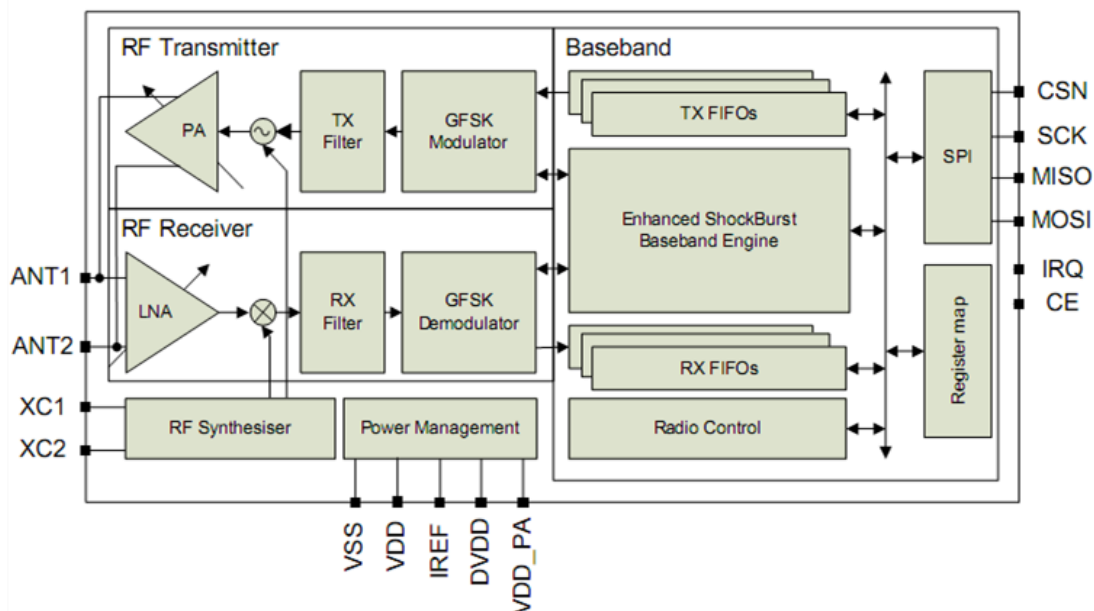 RF Transmitter
Baseband
PA
TX
Filter
GFSK
Modulator
TX FIFOs
SPI
CSN
SCK
MISO
MOSI
Enhanced ShockBurst
Baseband Engine
RF Receiver
ANT1
LNA
RX
Filter
GFSK
Demodulator
IRQ
CE
ANT2
RX FIFOs
Register map
XC1
XC2
RF Synthesiser
Power Management
Radio Control
VSS
VDD
IREF
DVDD
VDD_PA